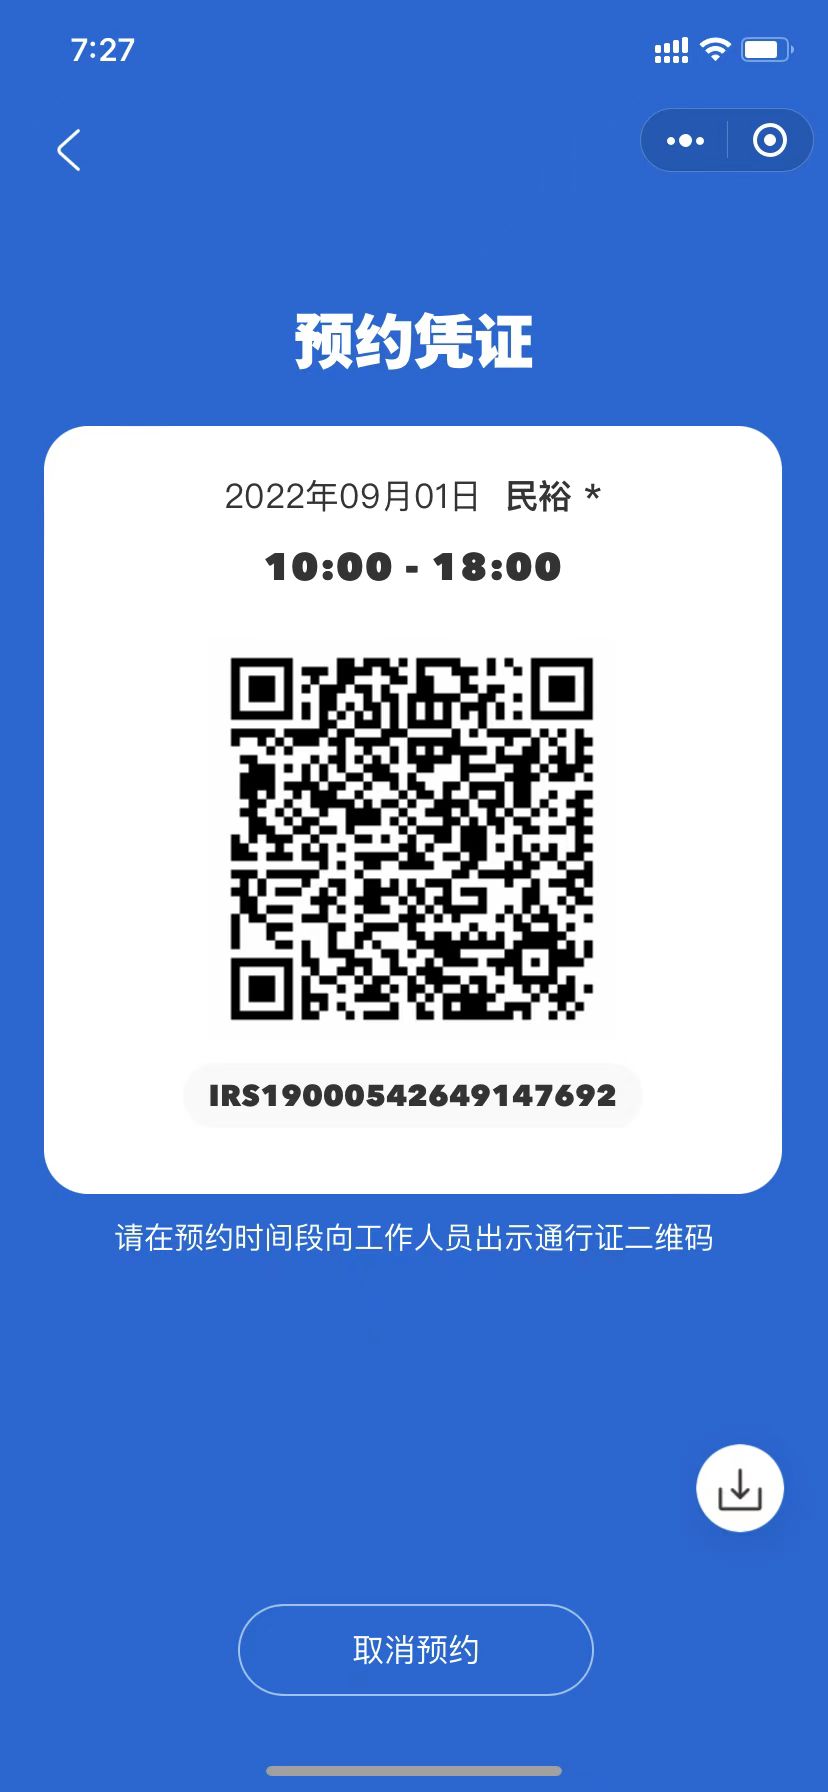 7:27
预约凭证
2022年09月01日 民裕 *
10:00 - 18:00
IRS19000542649147692
请在预约时间段向工作人员出示通行证二维码
取消预约